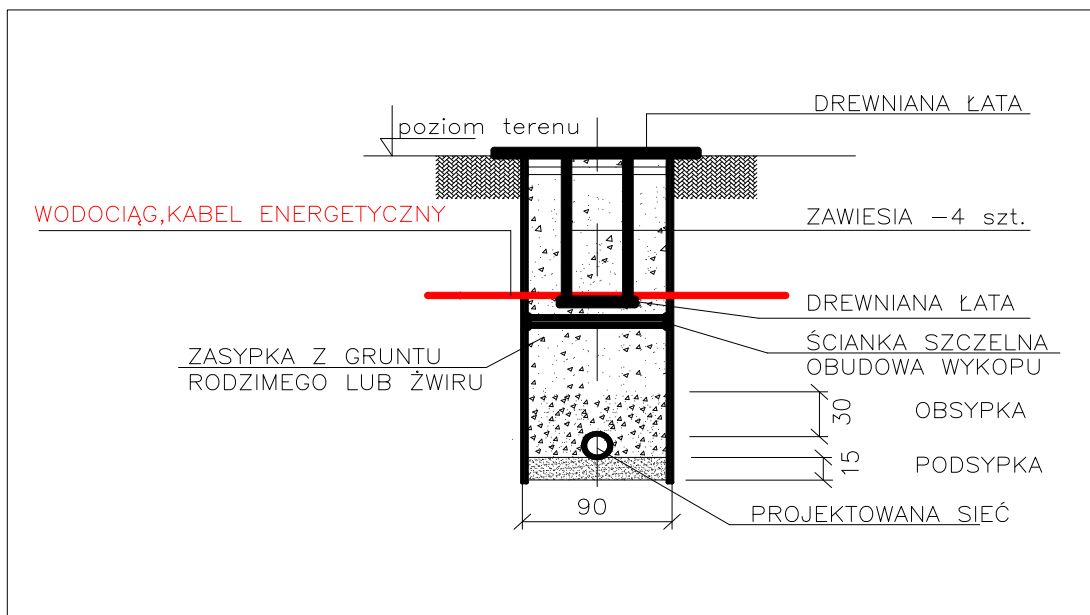 DREWNIANA ŁATA
poziom terenu
WODOCIĄG,KABEL ENERGETYCZNY
ZAWIESIA -4 szt.
DREWNIANA ŁATA
ŚCIANKA SZCZELNA
OBUDOWA WYKOPU
ZASYPKA Z GRUNTU
RODZIMEGO LUB ŻWIRU
30
OBSYPKA
15
PODSYPKA
90
PROJEKTOWANA SIEĆ